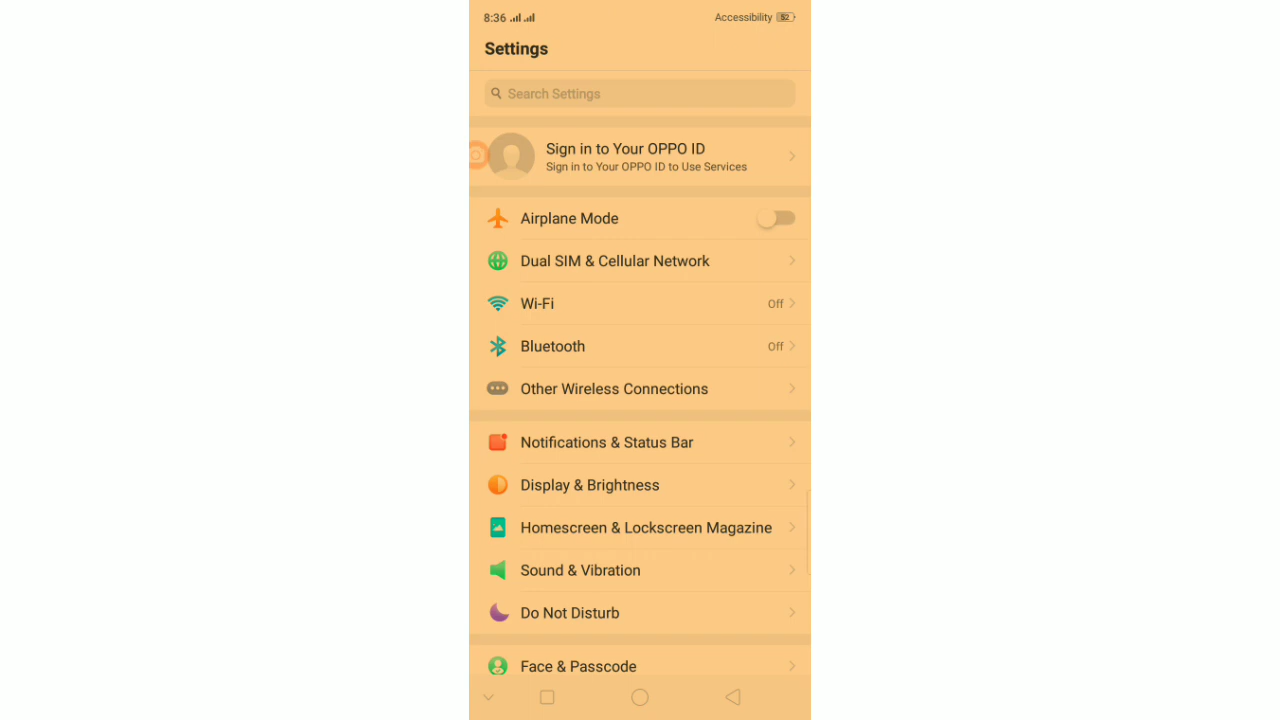 8:36
Accessibility 52
Settings
Search Settings
Sign in to Your OPPO ID
Sign in to Your OPPO ID to Use Services
Airplane Mode
Dual SIM & Cellular Network
Wi-Fi Off
Bluetooth Off
Other Wireless Connections
Notifications & Status Bar
Display & Brightness
Homescreen & Lockscreen Magazine
Sound & Vibration
Do Not Disturb
Face & Passcode